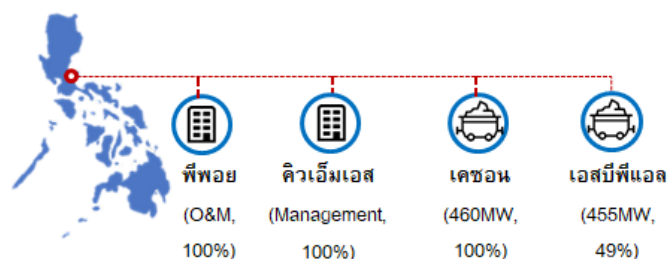 พีพอย คิวเอ็มเอส เคซอน เอสบีพีแอล
(O&M, (Management, (460MW, (455MW,
100%) 100%) 100%) 49%)